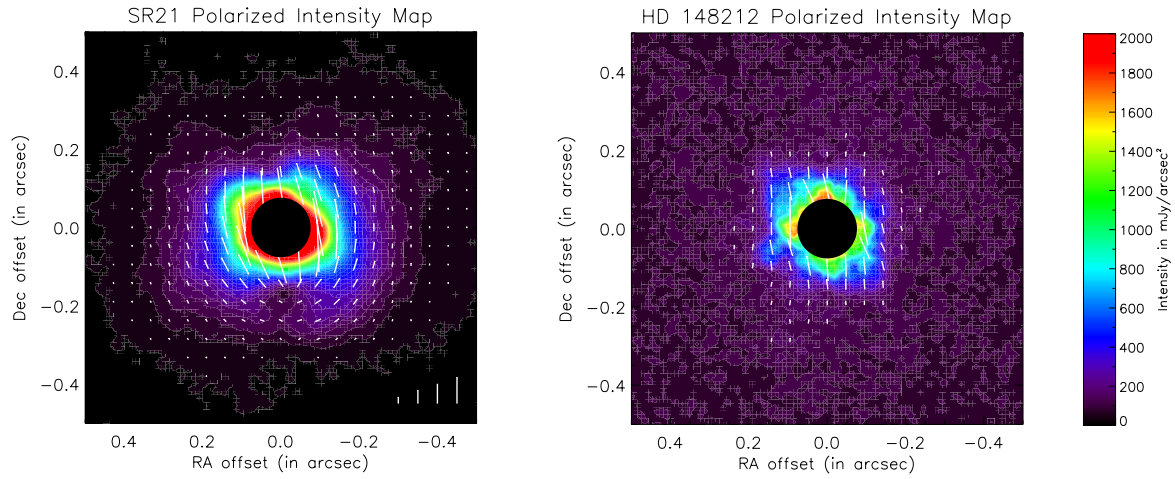 SR21 Polarized Intensity Map
Dec offset (in arcsec)
0.4
0.2
0.0
−0.2
−0.4
0.4 0.2 0.0 −0.2 −0.4
RA offset (in arcsec)
HD 148212 Polarized Intensity Map
Dec offset (in arcsec)
0.4
0.2
0.0
−0.2
−0.4
0.4 0.2 0.0 −0.2 −0.4
RA offset (in arcsec)
2000
1800
1600
1400
1200
1000
800
600
400
200
0
Intensity in mJy/arcsec²